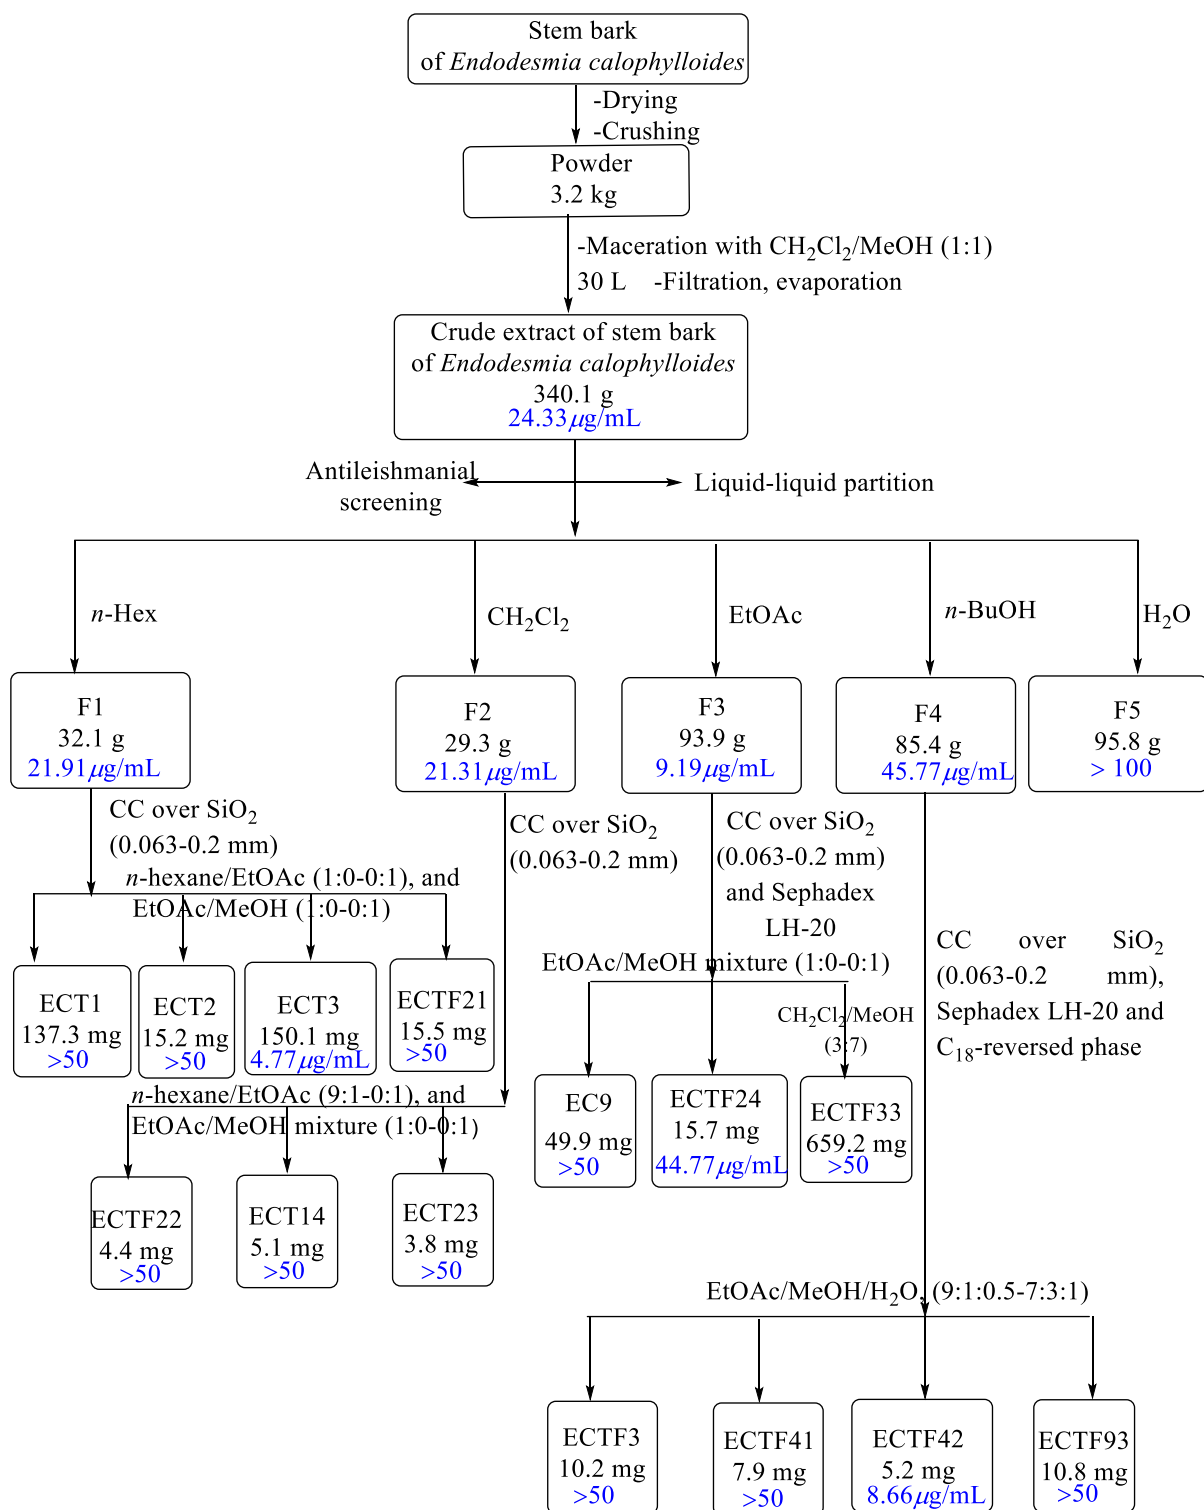 Stem bark
of Endodesmia calophylloides
-Drying
-Crushing
Powder
3.2 kg
-Maceration with CH₂Cl₂/MeOH (1:1)
30 L -Filtration, evaporation
Crude extract of stem bark
of Endodesmia calophylloides
340.1 g
24.33µg/mL
Antileishmanial
screening
Liquid-liquid partition
n-Hex
CH₂Cl₂
EtOAc
n-BuOH
H₂O
F1
32.1 g
21.91µg/mL
F2
29.3 g
21.31µg/mL
F3
93.9 g
9.19µg/mL
F4
85.4 g
45.77µg/mL
F5
95.8 g
> 100
CC over SiO₂
(0.063-0.2 mm)
n-hexane/EtOAc (1:0-0:1), and
EtOAc/MeOH (1:0-0:1)
CC over SiO₂
(0.063-0.2 mm)
CC over SiO₂
(0.063-0.2 mm)
and Sephadex
LH-20
EtOAc/MeOH mixture (1:0-0:1)
CC over SiO₂
(0.063-0.2 mm),
Sephadex LH-20 and
C₁₈-reversed phase
ECT1
137.3 mg
>50
ECT2
15.2 mg
>50
ECT3
150.1 mg
4.77µg/mL
ECTF21
15.5 mg
>50
CH₂Cl₂/MeOH
(3:7)
n-hexane/EtOAc (9:1-0:1), and
EtOAc/MeOH mixture (1:0-0:1)
EC9
49.9 mg
>50
ECTF24
15.7 mg
44.77µg/mL
ECTF33
659.2 mg
>50
ECTF22
4.4 mg
>50
ECT14
5.1 mg
>50
ECT23
3.8 mg
>50
EtOAc/MeOH/H₂O, (9:1:0.5-7:3:1)
ECTF3
10.2 mg
>50
ECTF41
7.9 mg
>50
ECTF42
5.2 mg
8.66µg/mL
ECTF93
10.8 mg
>50